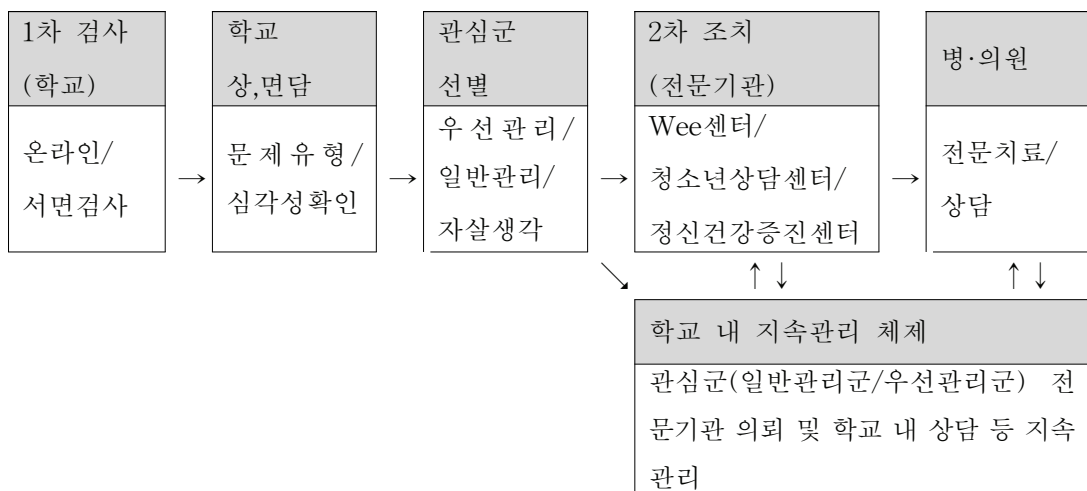 1차 검사
(학교)
온라인/
서면검사
→
학교
상,면담
문제유형/
심각성확인
→
관심군
선별
우선관리/
일반관리/
자살생각
→
2차 조치
(전문기관)
Wee센터/
청소년상담센터/
정신건강증진센터
→
병·의원
전문치료/
상담
↘ ↑↓ ↑↓
학교 내 지속관리 체제
관심군(일반관리군/우선관리군) 전
문기관 의뢰 및 학교 내 상담 등 지속
관리